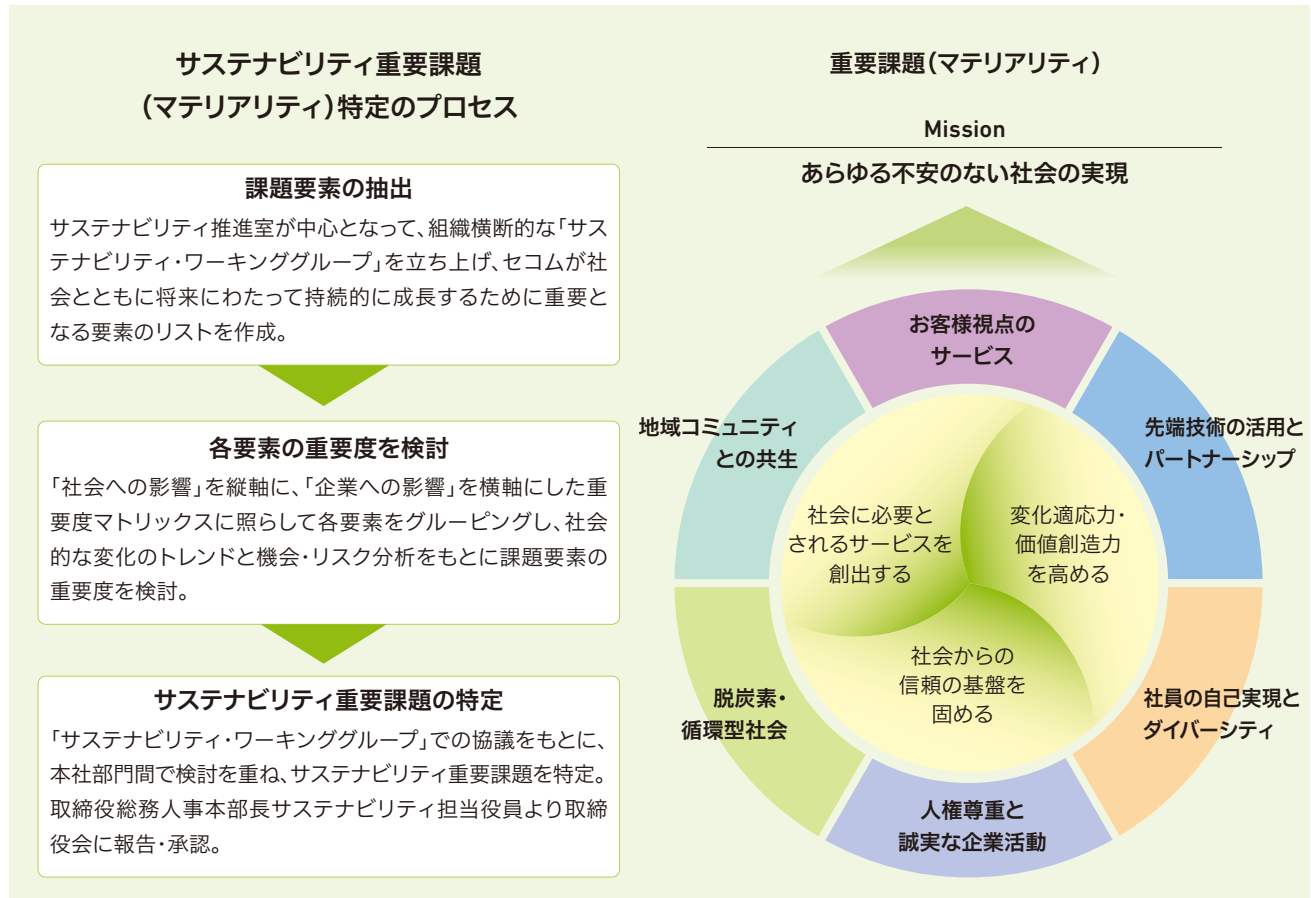 サステナビリティ重要課題
（マテリアリティ）特定のプロセス
課題要素の抽出
サステナビリティ推進室が中心となって、組織横断的な「サス
テナビリティ・ワーキンググループ」を立ち上げ、セコムが社
会とともに将来にわたって持続的に成長するために重要と
なる要素のリストを作成。
各要素の重要度を検討
「社会への影響」を縦軸に、「企業への影響」を横軸にした重
要度マトリックスに照らして各要素をグルーピングし、社会
的な変化のトレンドと機会・リスク分析をもとに課題要素の
重要度を検討。
サステナビリティ重要課題の特定
「サステナビリティ・ワーキンググループ」での協議をもとに、
本社部門間で検討を重ね、サステナビリティ重要課題を特定。
取締役総務人事本部長サステナビリティ担当役員より取締
役会に報告・承認。
重要課題（マテリアリティ）
Mission
あらゆる不安のない社会の実現
お客様視点の
サービス
地域コミュニティ
との共生
先端技術の活用と
パートナーシップ
社会に必要と
されるサービスを
創出する
変化適応力・
価値創造力
を高める
社会からの
信頼の基盤を
固める
脱炭素・
循環型社会
社員の自己実現と
ダイバーシティ
人権尊重と
誠実な企業活動